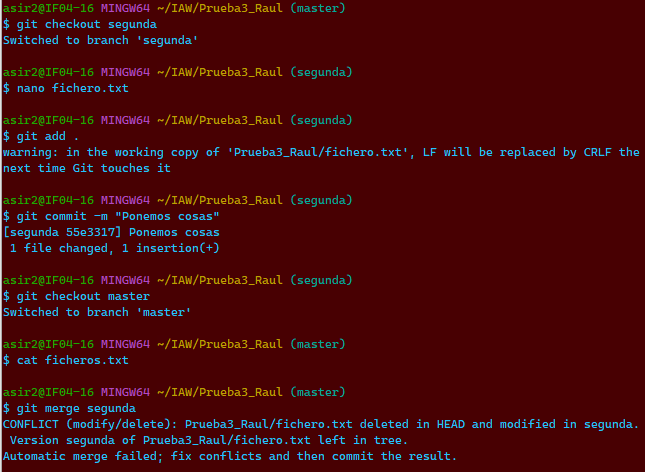 asir2@IF04-16 MINGW64 ~/IAW/Prueba3_Raul (master)
$ git checkout segunda
Switched to branch 'segunda'
asir2@IF04-16 MINGW64 ~/IAW/Prueba3_Raul (segunda)
$ nano fichero.txt
asir2@IF04-16 MINGW64 ~/IAW/Prueba3_Raul (segunda)
$ git add .
warning: in the working copy of 'Prueba3_Raul/fichero.txt', LF will be replaced by CRLF the
next time Git touches it
asir2@IF04-16 MINGW64 ~/IAW/Prueba3_Raul (segunda)
$ git commit -m "Ponemos cosas"
[segunda 55e3317] Ponemos cosas
 1 file changed, 1 insertion(+)
asir2@IF04-16 MINGW64 ~/IAW/Prueba3_Raul (segunda)
$ git checkout master
Switched to branch 'master'
asir2@IF04-16 MINGW64 ~/IAW/Prueba3_Raul (master)
$ cat ficheros.txt
asir2@IF04-16 MINGW64 ~/IAW/Prueba3_Raul (master)
$ git merge segunda
CONFLICT (modify/delete): Prueba3_Raul/fichero.txt deleted in HEAD and modified in segunda.
 Version segunda of Prueba3_Raul/fichero.txt left in tree.
Automatic merge failed; fix conflicts and then commit the result.